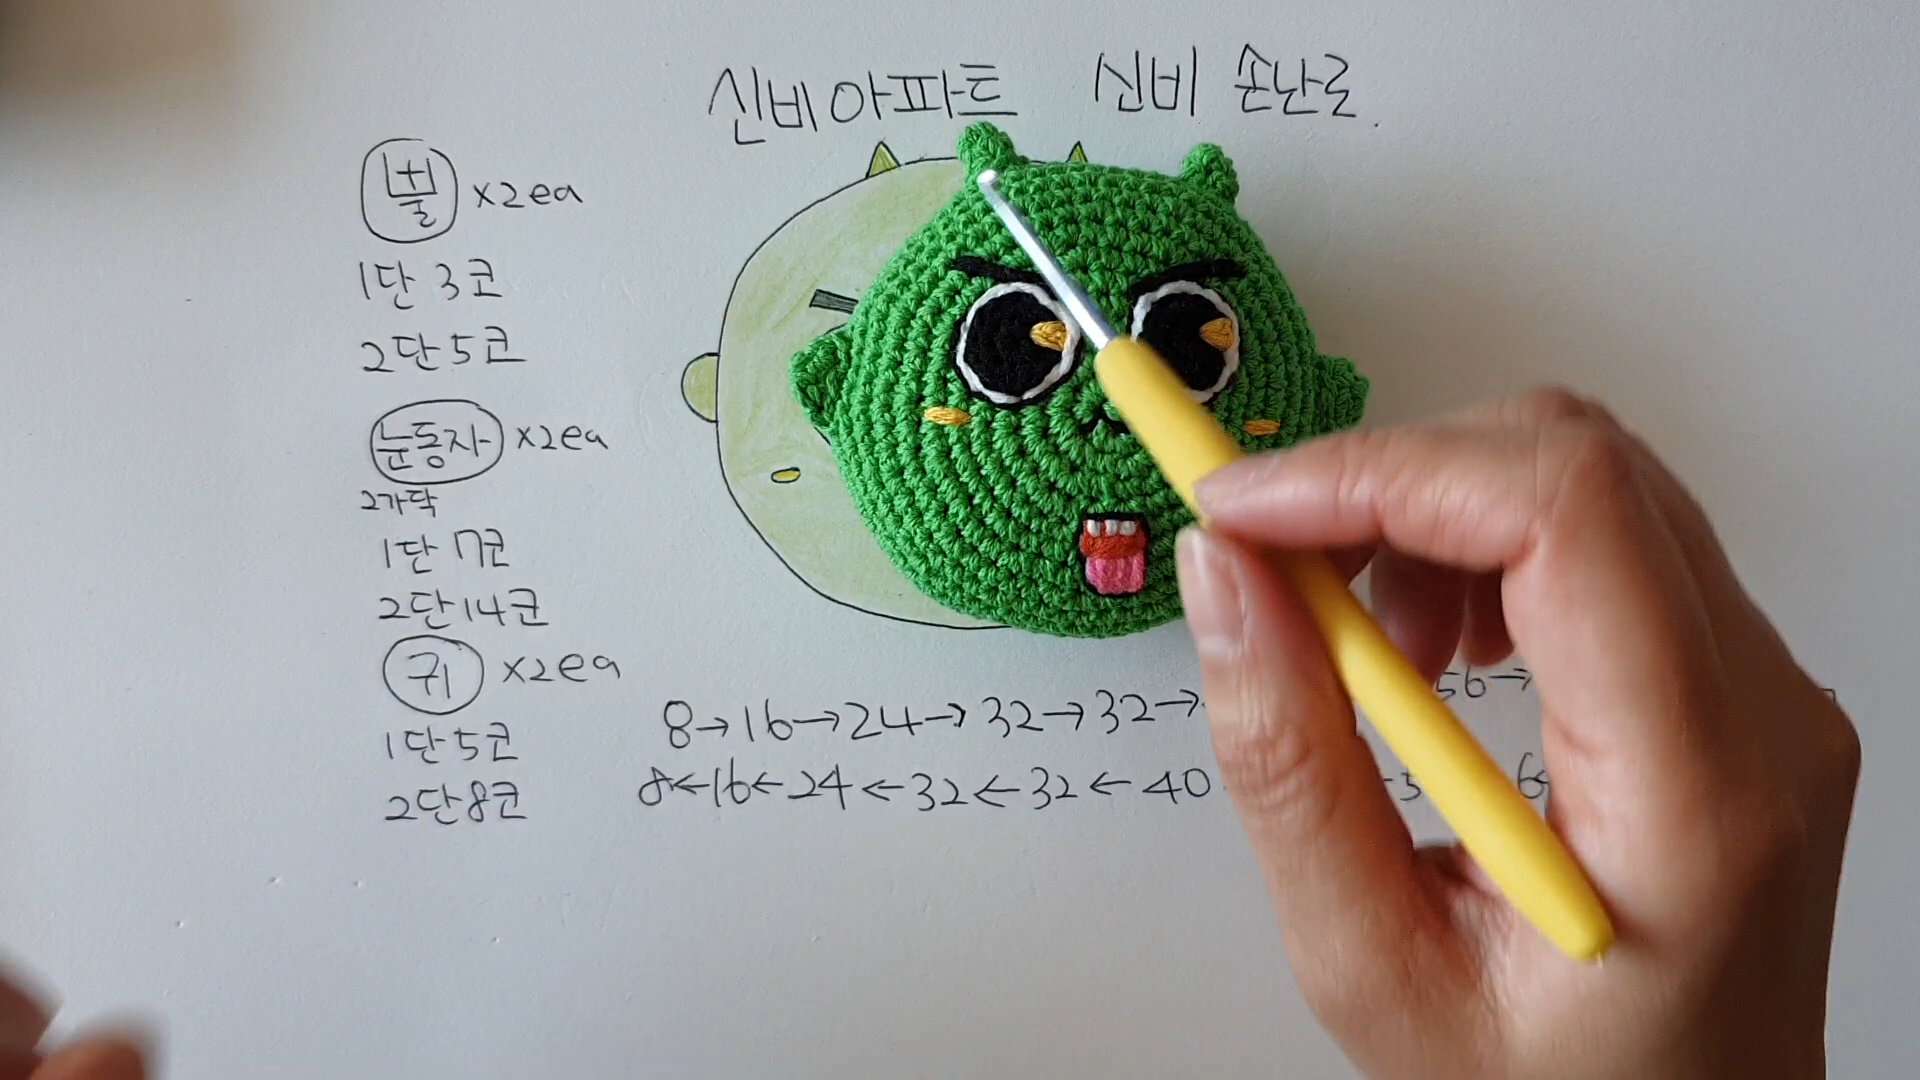 신비아파트 신비 손난로
뿔 x2ea
1단 3코
2단 5코
눈동자 x2ea
2가닥
1단 7코
2단 14코
귀 x2ea
1단 5코
2단 8코
8→16→24→32→32→ 56→
8←16←24←32←32←40